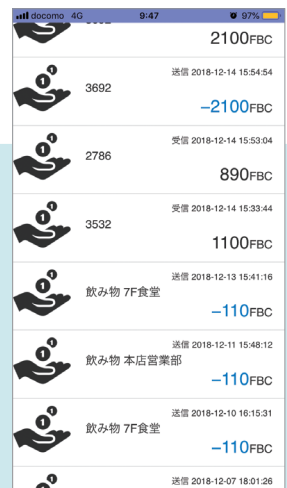 docomo 4G 9:47 97%
2100FBC
送信 2018-12-14 15:54:54
3692
-2100FBC
受信 2018-12-14 15:53:04
2786
890FBC
受信 2018-12-14 15:33:44
3532
1100FBC
送信 2018-12-13 15:41:16
飲み物 7F食堂
-110FBC
送信 2018-12-11 15:48:12
飲み物 本店営業部
-110FBC
送信 2018-12-10 16:15:31
飲み物 7F食堂
-110FBC
送信 2018-12-07 18:01:26